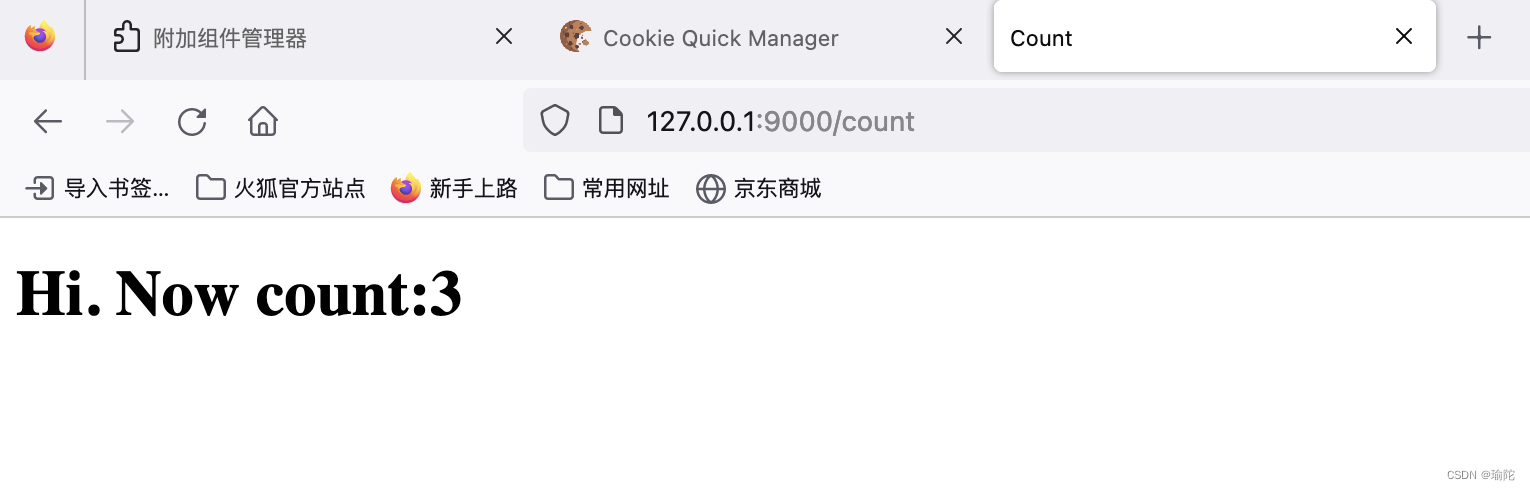 附加组件管理器 Cookie Quick Manager Count
127.0.0.1:9000/count
导入书签... 火狐官方站点 新手上路 常用网址 京东商城
Hi. Now count:3
CSDN @瑜陀